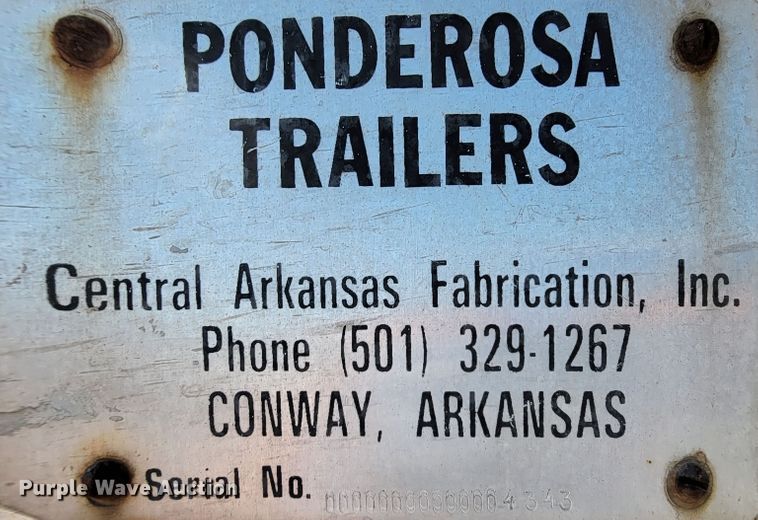 PONDEROSA
TRAILERS
Central Arkansas Fabrication, Inc.
Phone (501) 329-1267
CONWAY, ARKANSAS
Serial No.
Purple Wave Auction